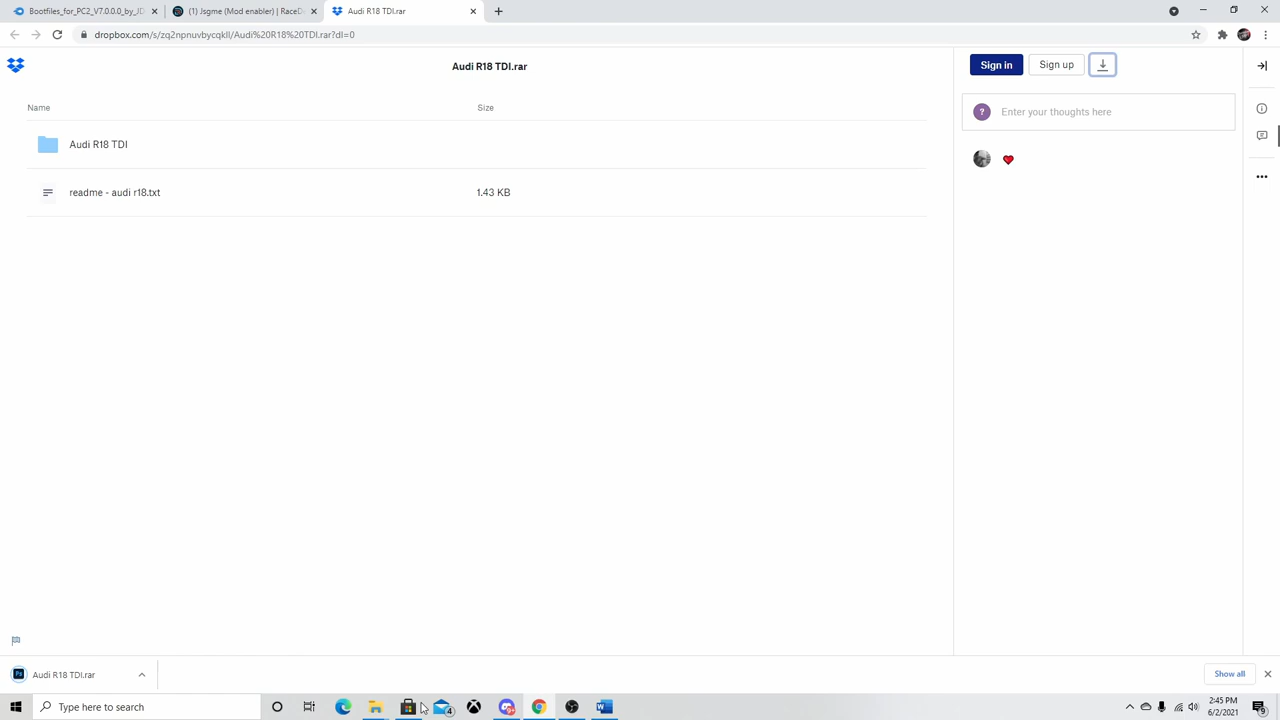 Bootfiles_for_PC2_V7.0.0.0_by_JD
(1) Jsgme (Mod enabler) | RaceD
Audi R18 TDI.rar
dropbox.com/s/zq2npnuvbycqkll/Audi%20R18%20TDI.rar?dl=0
Audi R18 TDI.rar
Sign in
Sign up
Name
Size
? Enter your thoughts here
Audi R18 TDI
readme - audi r18.txt
1.43 KB
Ps
Audi R18 TDI.rar
Show all
Type here to search
4
9+
2:45 PM
6/2/2021